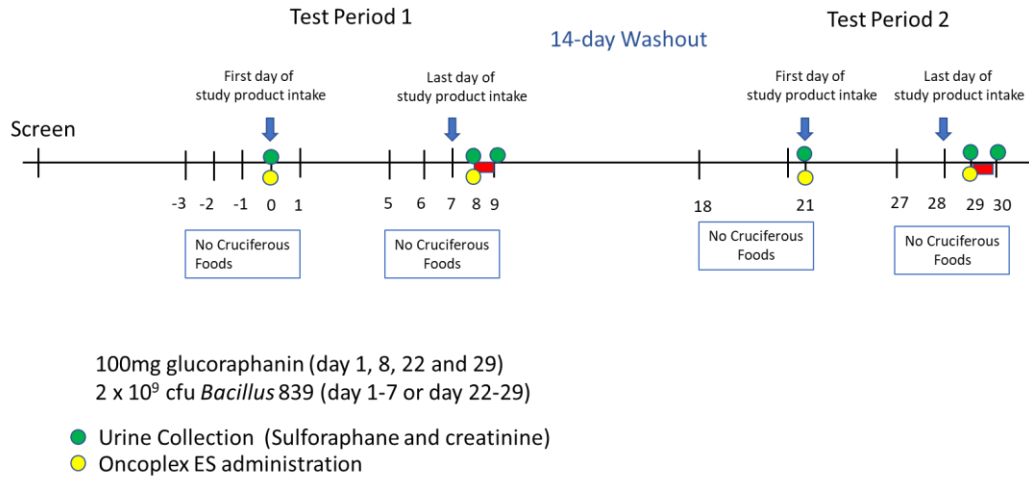 Test Period 1
Test Period 2
14-day Washout
First day of
study product intake
Last day of
study product intake
First day of
study product intake
Last day of
study product intake
Screen
-3 -2 -1 0 1 5 6 7 8 9 18 21 27 28 29 30
No Cruciferous
Foods
No Cruciferous
Foods
No Cruciferous
Foods
No Cruciferous
Foods
100mg glucoraphanin (day 1, 8, 22 and 29)
2 x 10⁹ cfu Bacillus 839 (day 1-7 or day 22-29)
Urine Collection (Sulforaphane and creatinine)
Oncoplex ES administration